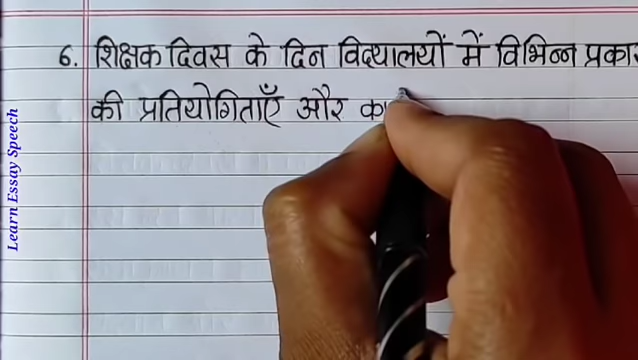 6. शिक्षक दिवस के दिन विद्यालयों में विभिन्न प्रकार
की प्रतियोगिताएँ और का
Learn Essay Speech